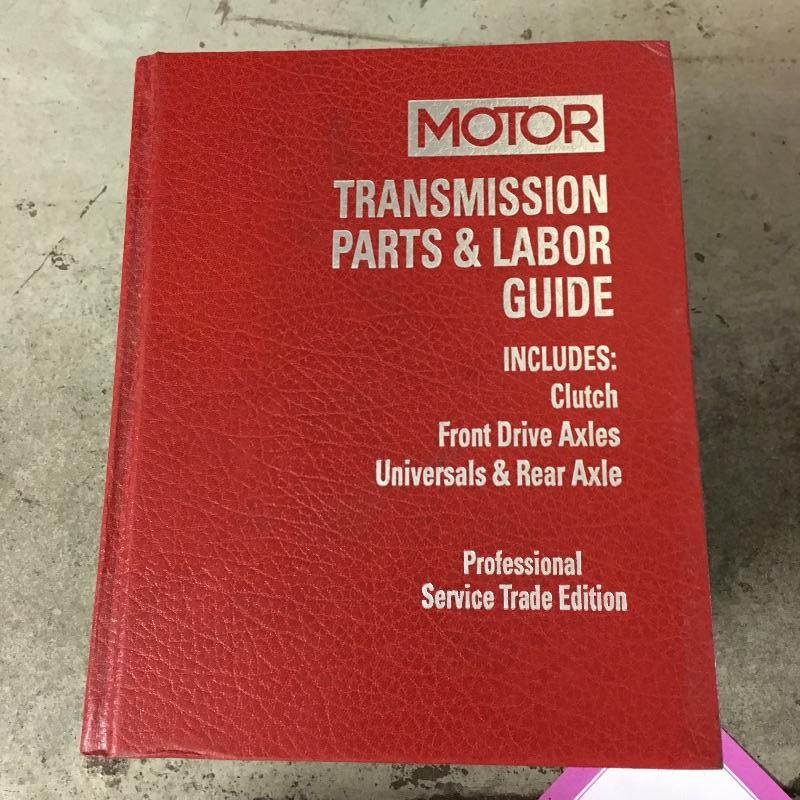 MOTOR
TRANSMISSION
PARTS & LABOR
GUIDE
INCLUDES:
Clutch
Front Drive Axles
Universals & Rear Axle
Professional
Service Trade Edition